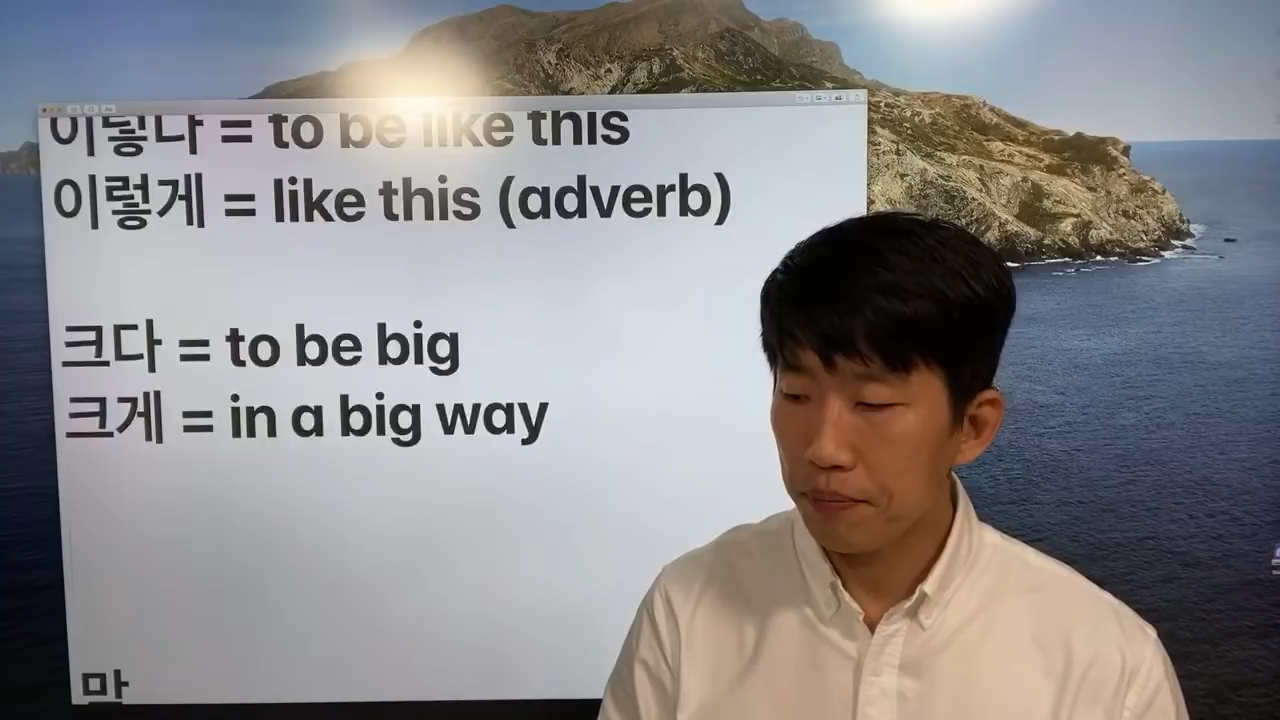 이렇다 = to be like this
이렇게 = like this (adverb)
크다 = to be big
크게 = in a big way